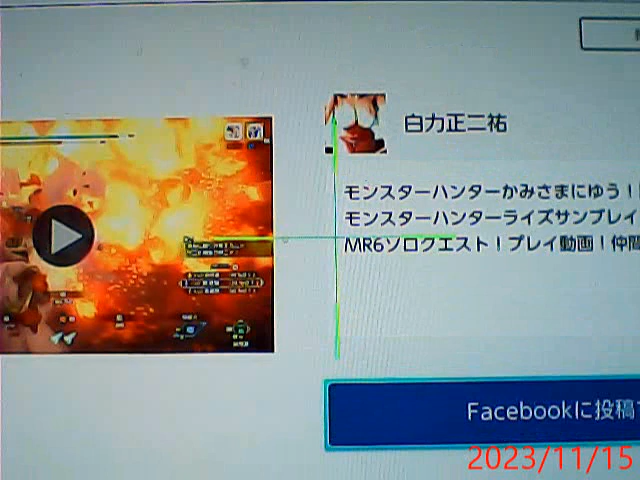 白力正二祐
モンスターハンターかみさまにゆう!
モンスターハンターライズサンブレイ
MR6ソロクエスト!プレイ動画!仲間
Facebookに投稿
2023/11/15